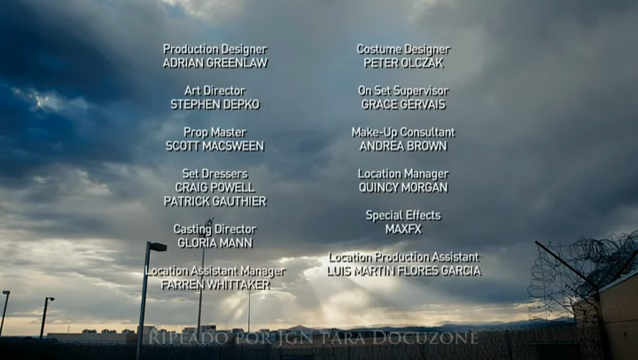 Production Designer
ADRIAN GREENLAW
Art Director
STEPHEN DEPKO
Prop Master
SCOTT MACSWEEN
Set Dressers
CRAIG POWELL
PATRICK GAUTHIER
Casting Director
GLORIA MANN
Location Assistant Manager
FARREN WHITTAKER
Costume Designer
PETER OLCZAK
On Set Supervisor
GRACE GERVAIS
Make-Up Consultant
ANDREA BROWN
Location Manager
QUINCY MORGAN
Special Effects
MAXFX
Location Production Assistant
LUIS MARTIN FLORES GARCIA
Ripeado por JGN para Docuzone